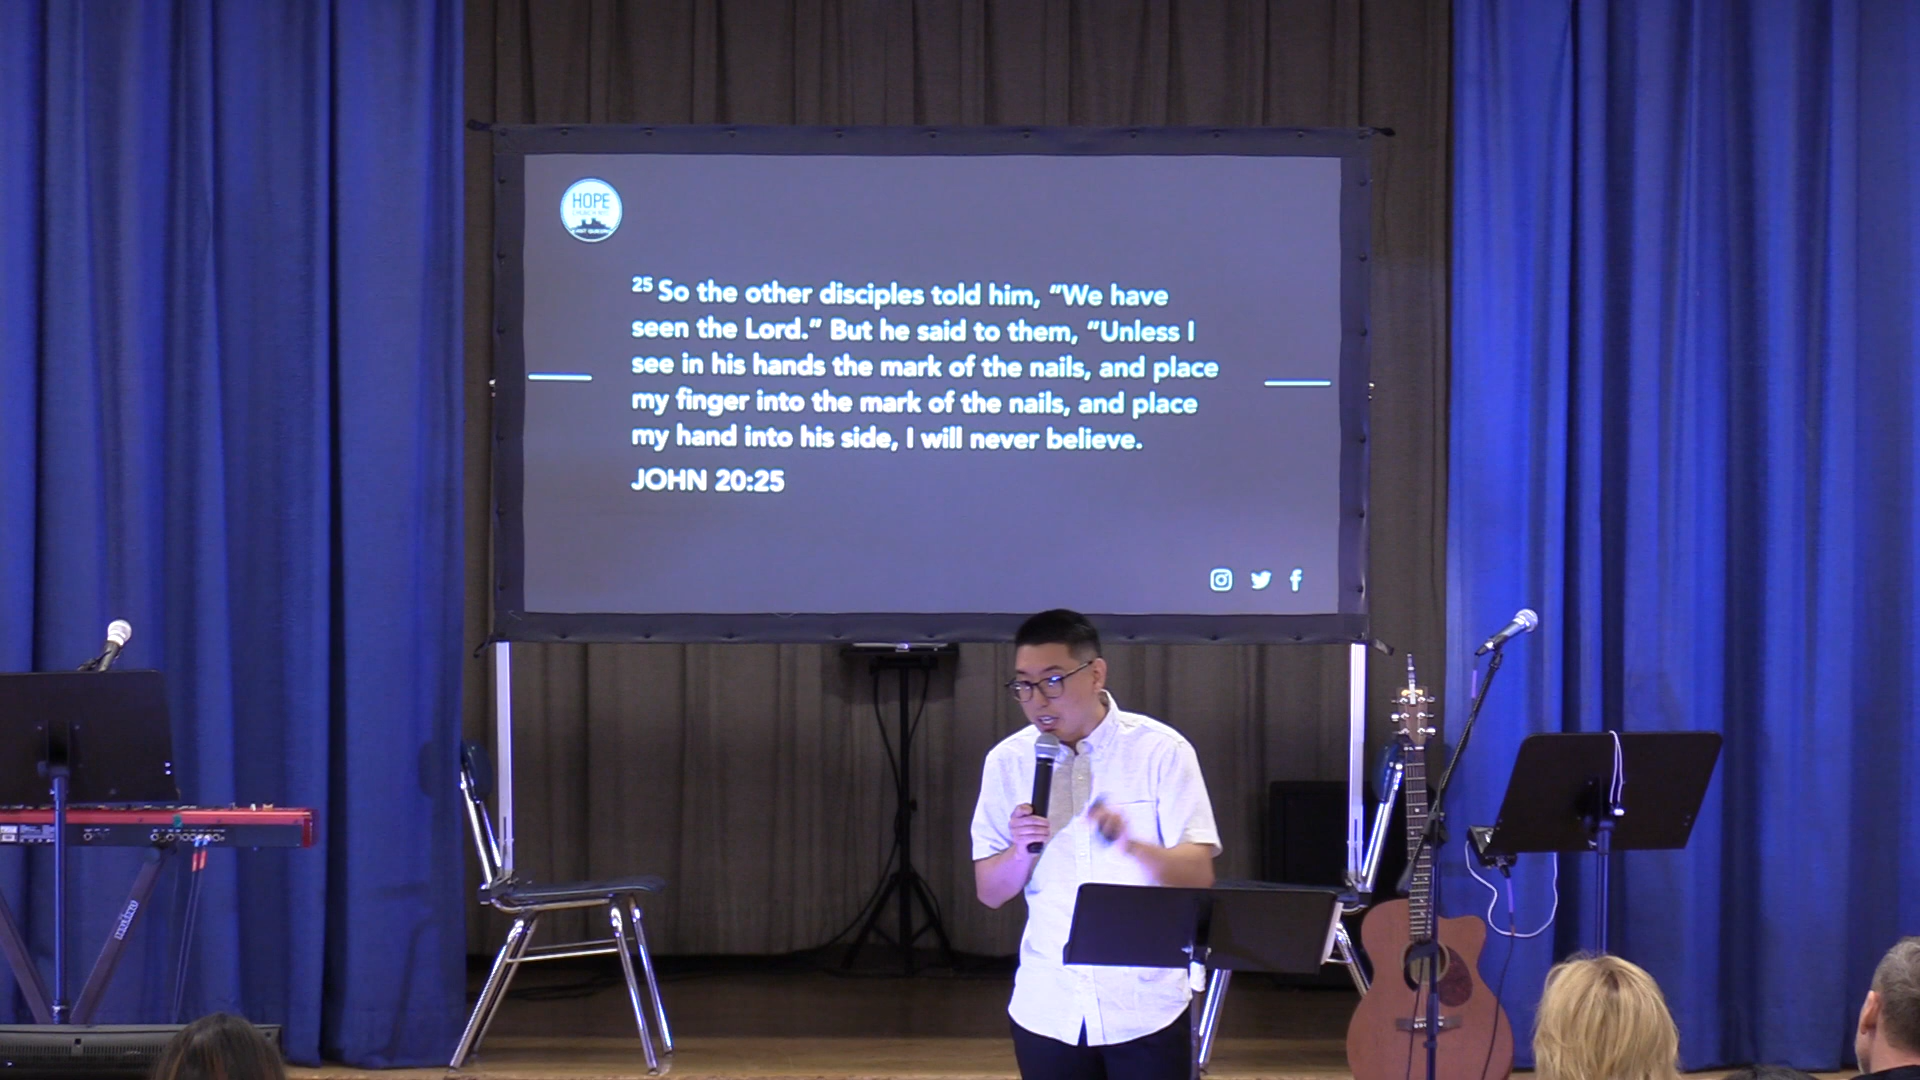 HOPE
25 So the other disciples told him, “We have
seen the Lord.” But he said to them, “Unless I
see in his hands the mark of the nails, and place
my finger into the mark of the nails, and place
my hand into his side, I will never believe.
JOHN 20:25